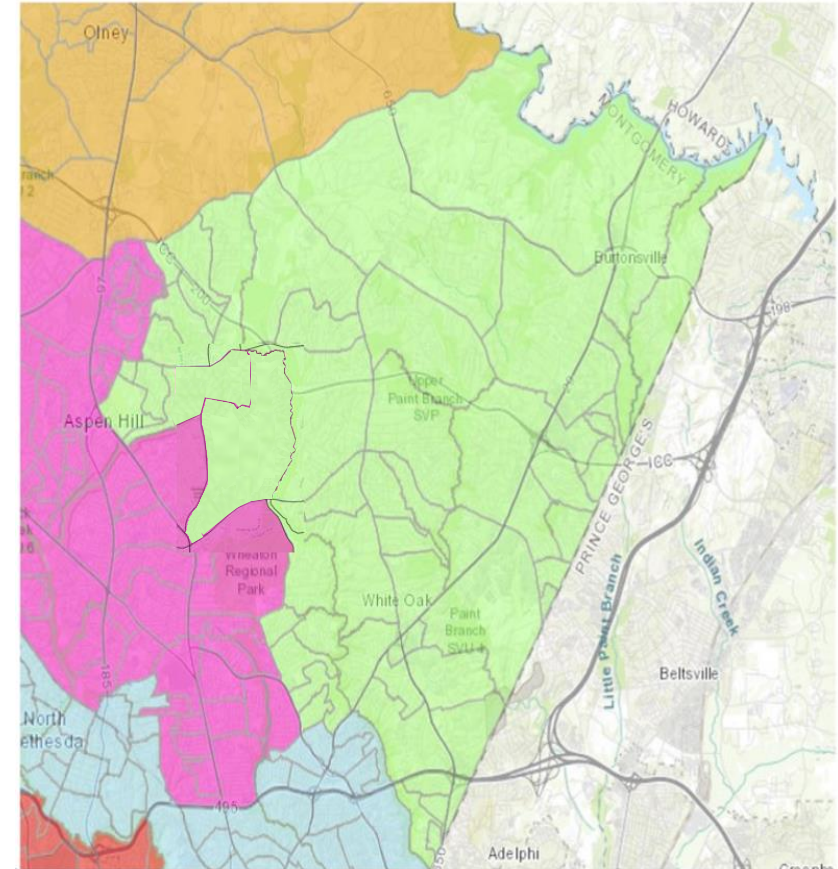 Olney
650
HOWARD
MONTGOMERY
ranch
12
ICC
200
97
Burtonsville
198
29
Upper
Paint Branch
SVP
Aspen Hill
ICC
PRINCE GEORGE'S
Wheaton
Regional
Park
White Oak
Paint
Branch
SVU 4
Little Paint Branch
Indian Creek
Beltsville
185
North
ethesda
495
650
Adelphi